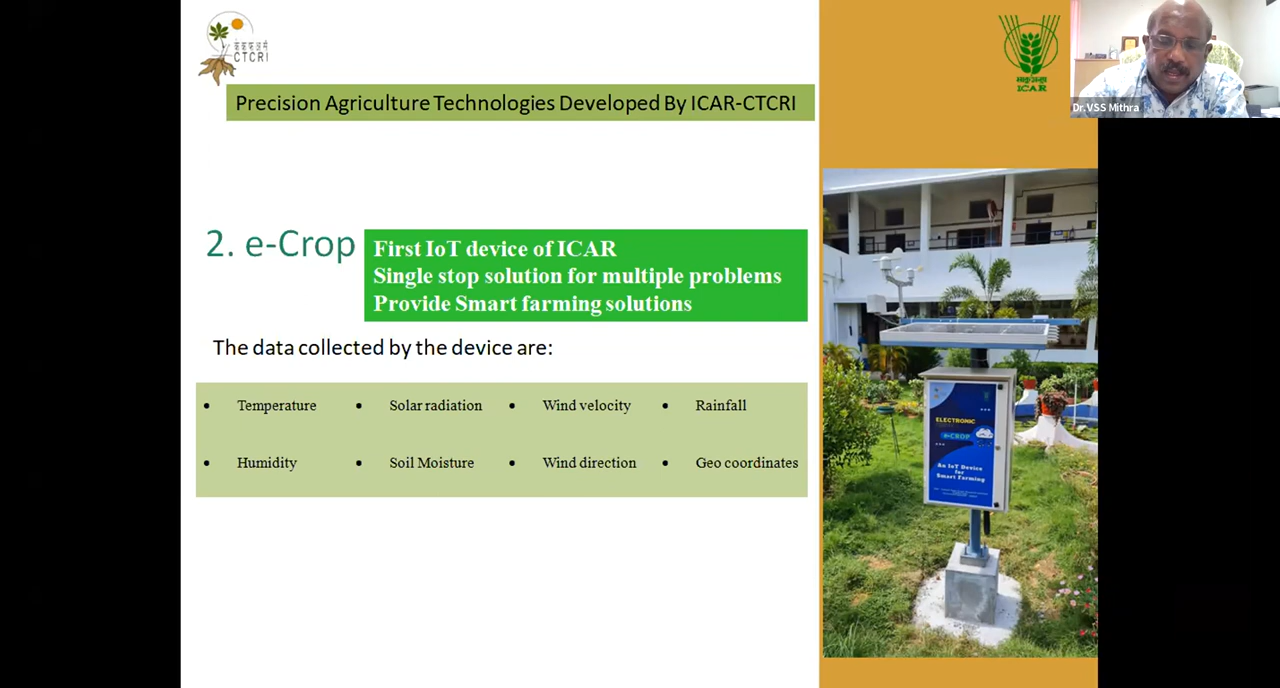 CTCRI
ICAR
Dr.VSS Mithra
Precision Agriculture Technologies Developed By ICAR-CTCRI
2. e-Crop
First IoT device of ICAR
Single stop solution for multiple problems
Provide Smart farming solutions
The data collected by the device are:
• Temperature • Solar radiation • Wind velocity • Rainfall
• Humidity • Soil Moisture • Wind direction • Geo coordinates
ELECTRONIC
e-CROP
An IoT Device
for
Smart Farming